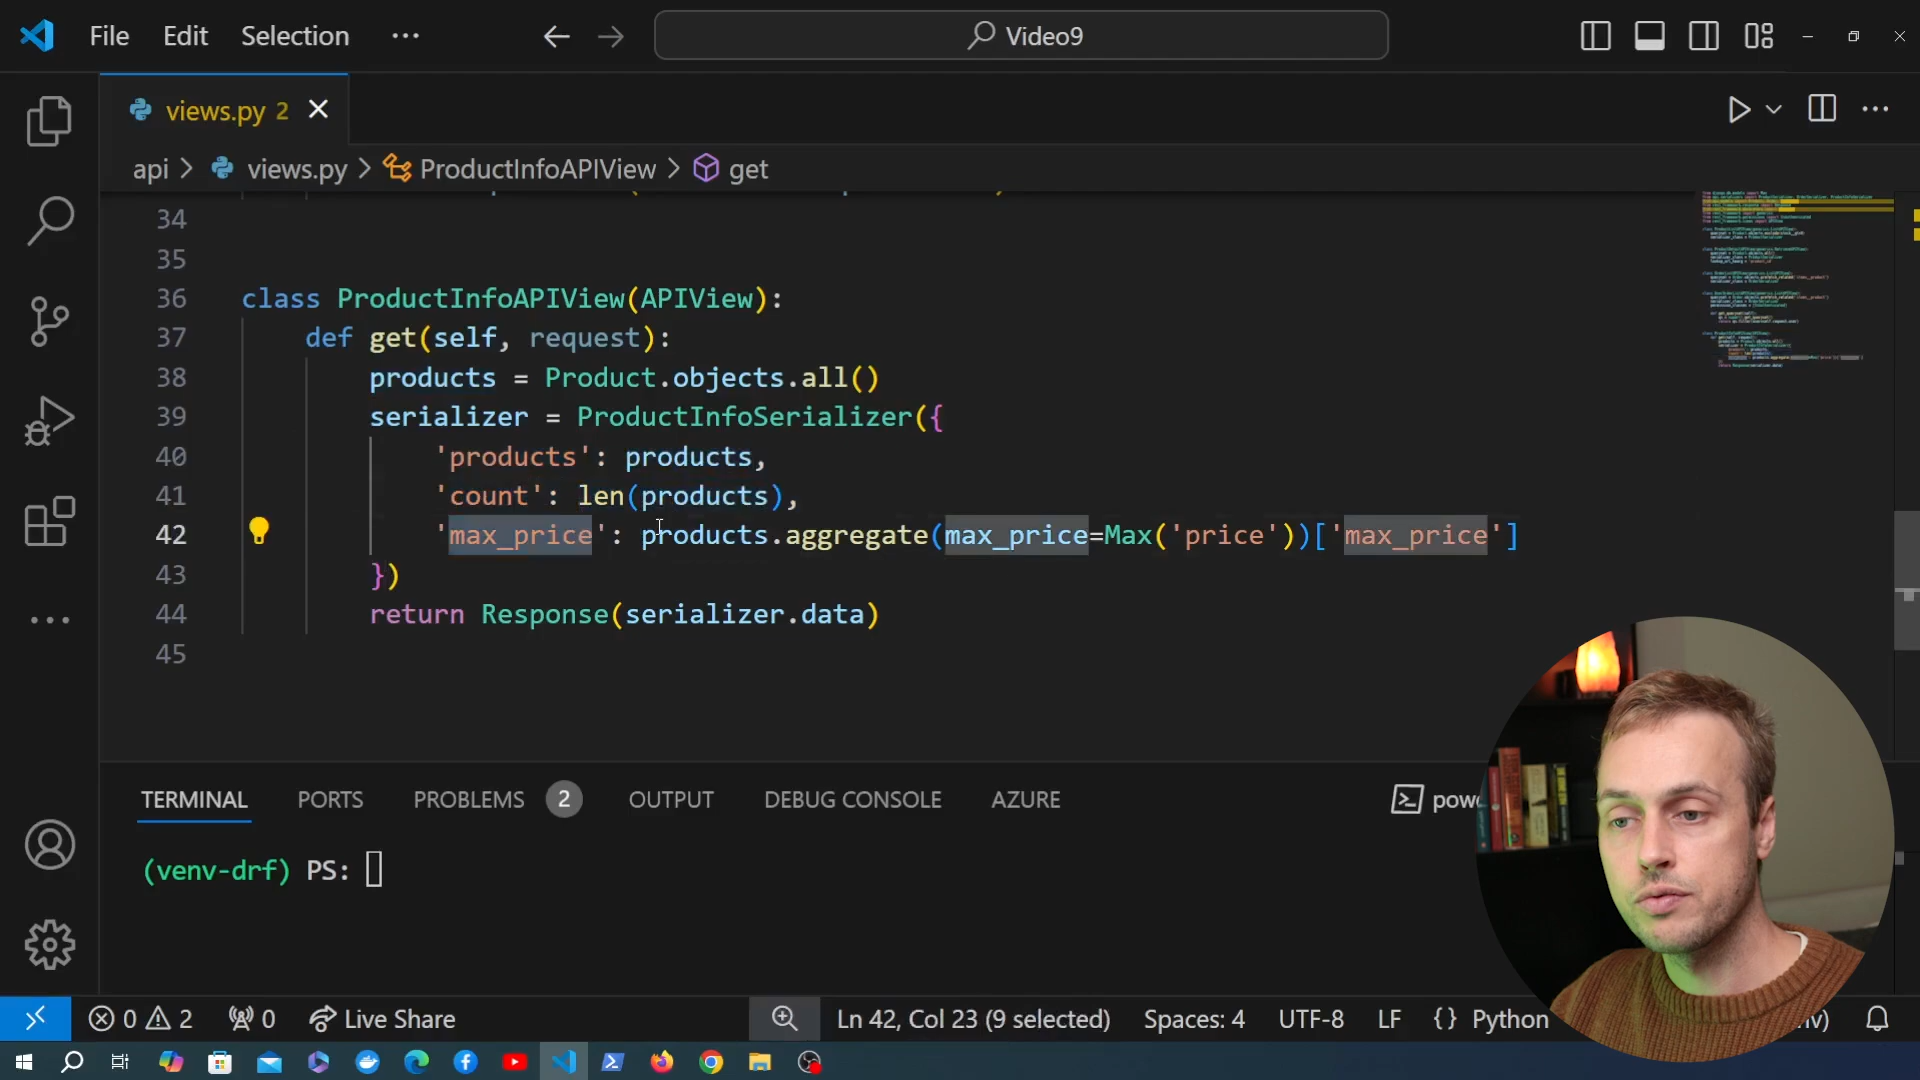 File Edit Selection ··· Video9
views.py 2
api > views.py > ProductInfoAPIView > get
34
35
36 class ProductInfoAPIView(APIView):
37 def get(self, request):
38 products = Product.objects.all()
39 serializer = ProductInfoSerializer({
40 'products': products,
41 'count': len(products),
42 'max_price': products.aggregate(max_price=Max('price'))['max_price']
43 })
44 return Response(serializer.data)
45
TERMINAL PORTS PROBLEMS 2 OUTPUT DEBUG CONSOLE AZURE
(venv-drf) PS:
0 2 0 Live Share Ln 42, Col 23 (9 selected) Spaces: 4 UTF-8 LF {} Python